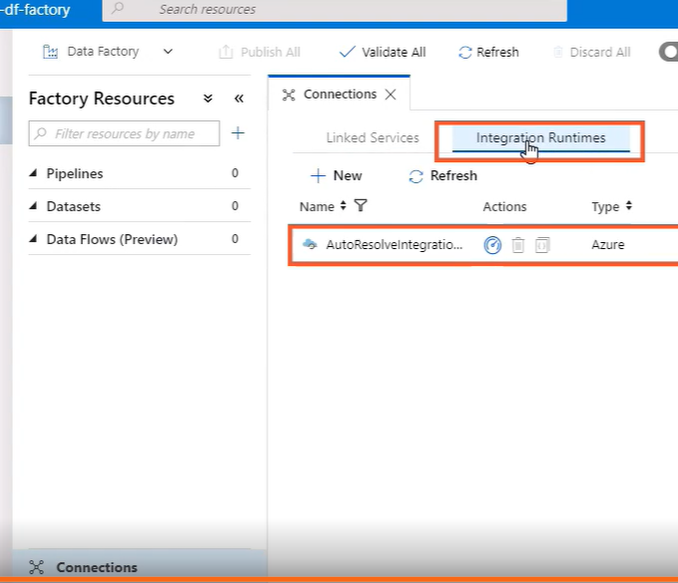 -df-factory
Search resources
Data Factory
Publish All
Validate All
Refresh
Discard All
Factory Resources
Filter resources by name
Pipelines 0
Datasets 0
Data Flows (Preview) 0
Connections
Linked Services
Integration Runtimes
New
Refresh
Name Actions Type
AutoResolveIntegratio... Azure
Connections